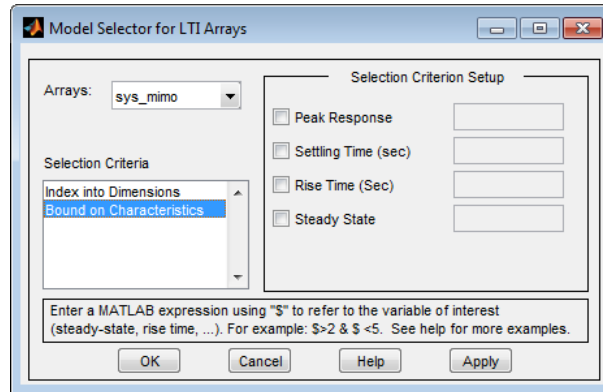 Model Selector for LTI Arrays
Arrays:
sys_mimo
Selection Criteria
Index into Dimensions
Bound on Characteristics
Selection Criterion Setup
Peak Response
Settling Time (sec)
Rise Time (Sec)
Steady State
Enter a MATLAB expression using "$" to refer to the variable of interest
(steady-state, rise time, ...). For example: $>2 & $ <5.  See help for more examples.
OK
Cancel
Help
Apply